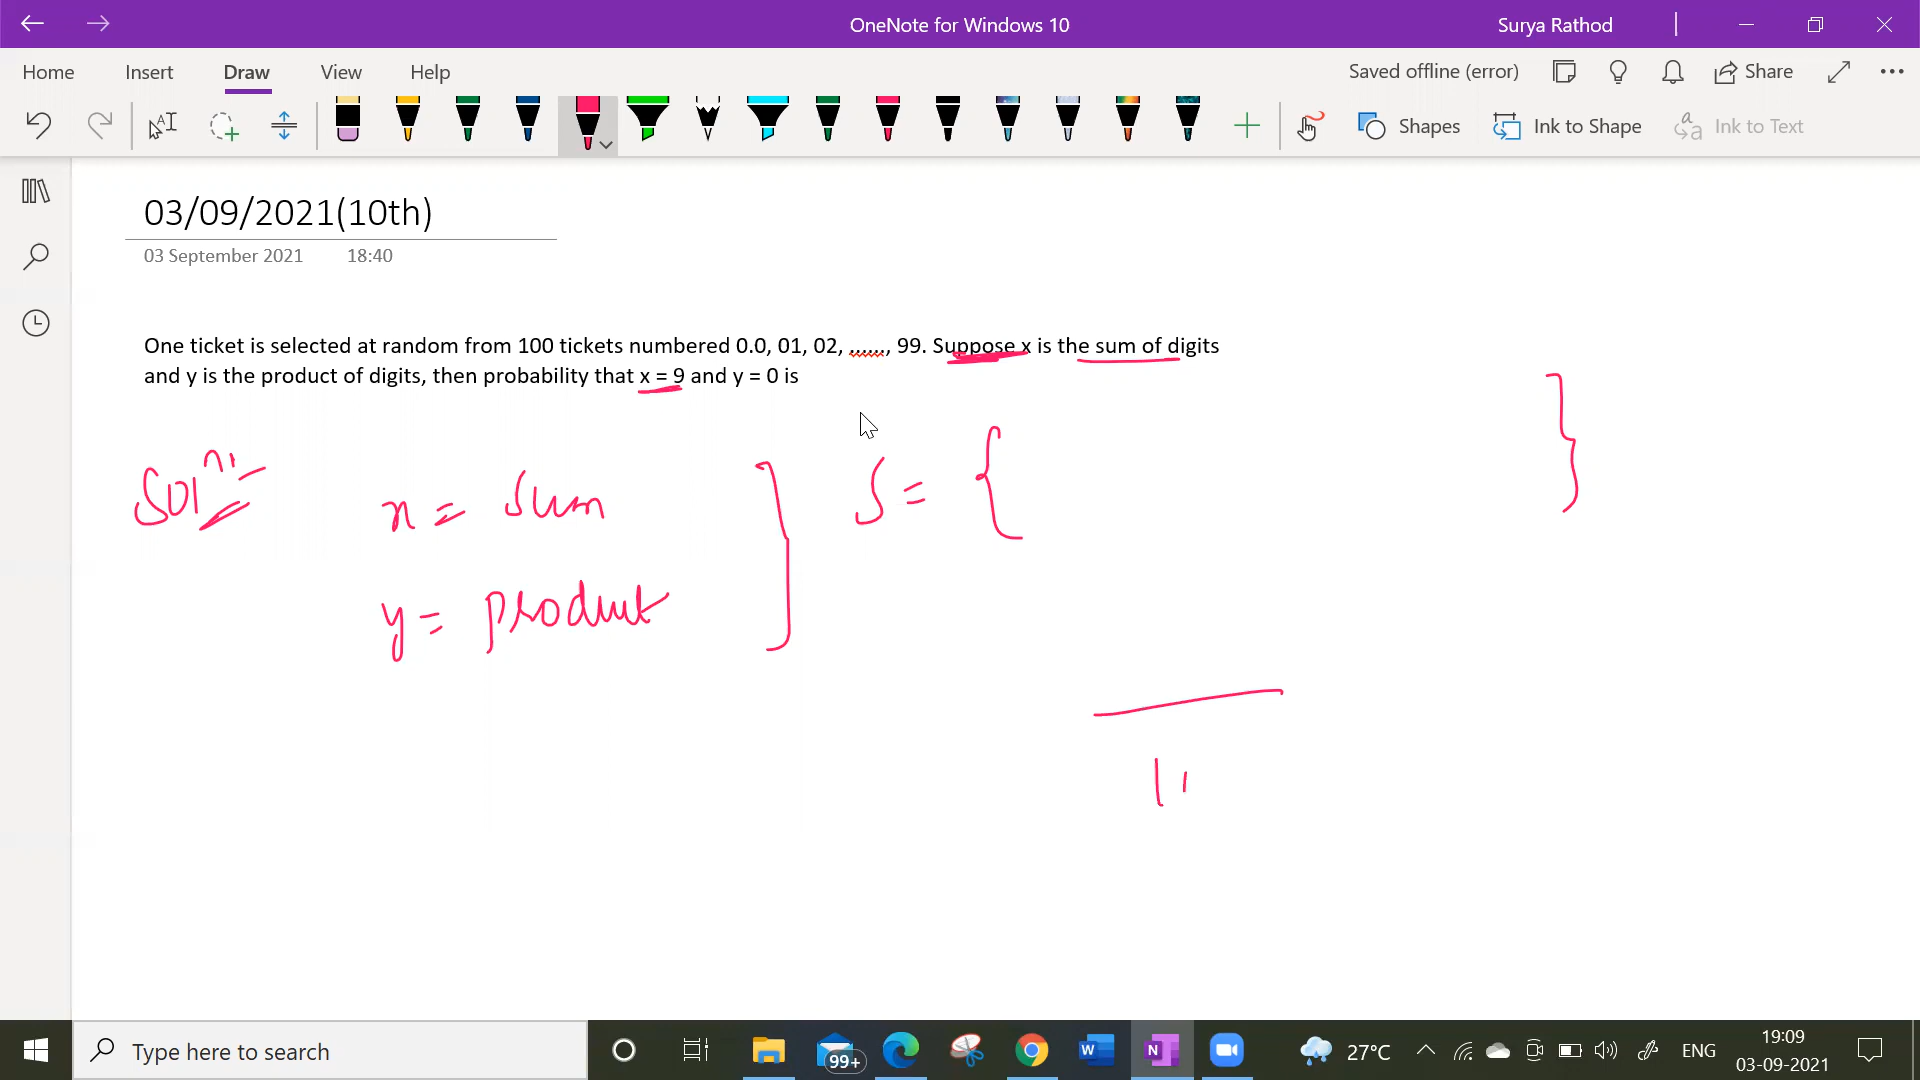 OneNote for Windows 10
Surya Rathod
Home Insert Draw View Help
Saved offline (error) Share
Shapes Ink to Shape Ink to Text
03/09/2021(10th)
03 September 2021 18:40
One ticket is selected at random from 100 tickets numbered 0.0, 01, 02, ,,,,,,, 99. Suppose x is the sum of digits
and y is the product of digits, then probability that x = 9 and y = 0 is
Solⁿ:-
x = Sum
S = { }
y = product
Type here to search
99+
27°C
ENG
19:09
03-09-2021